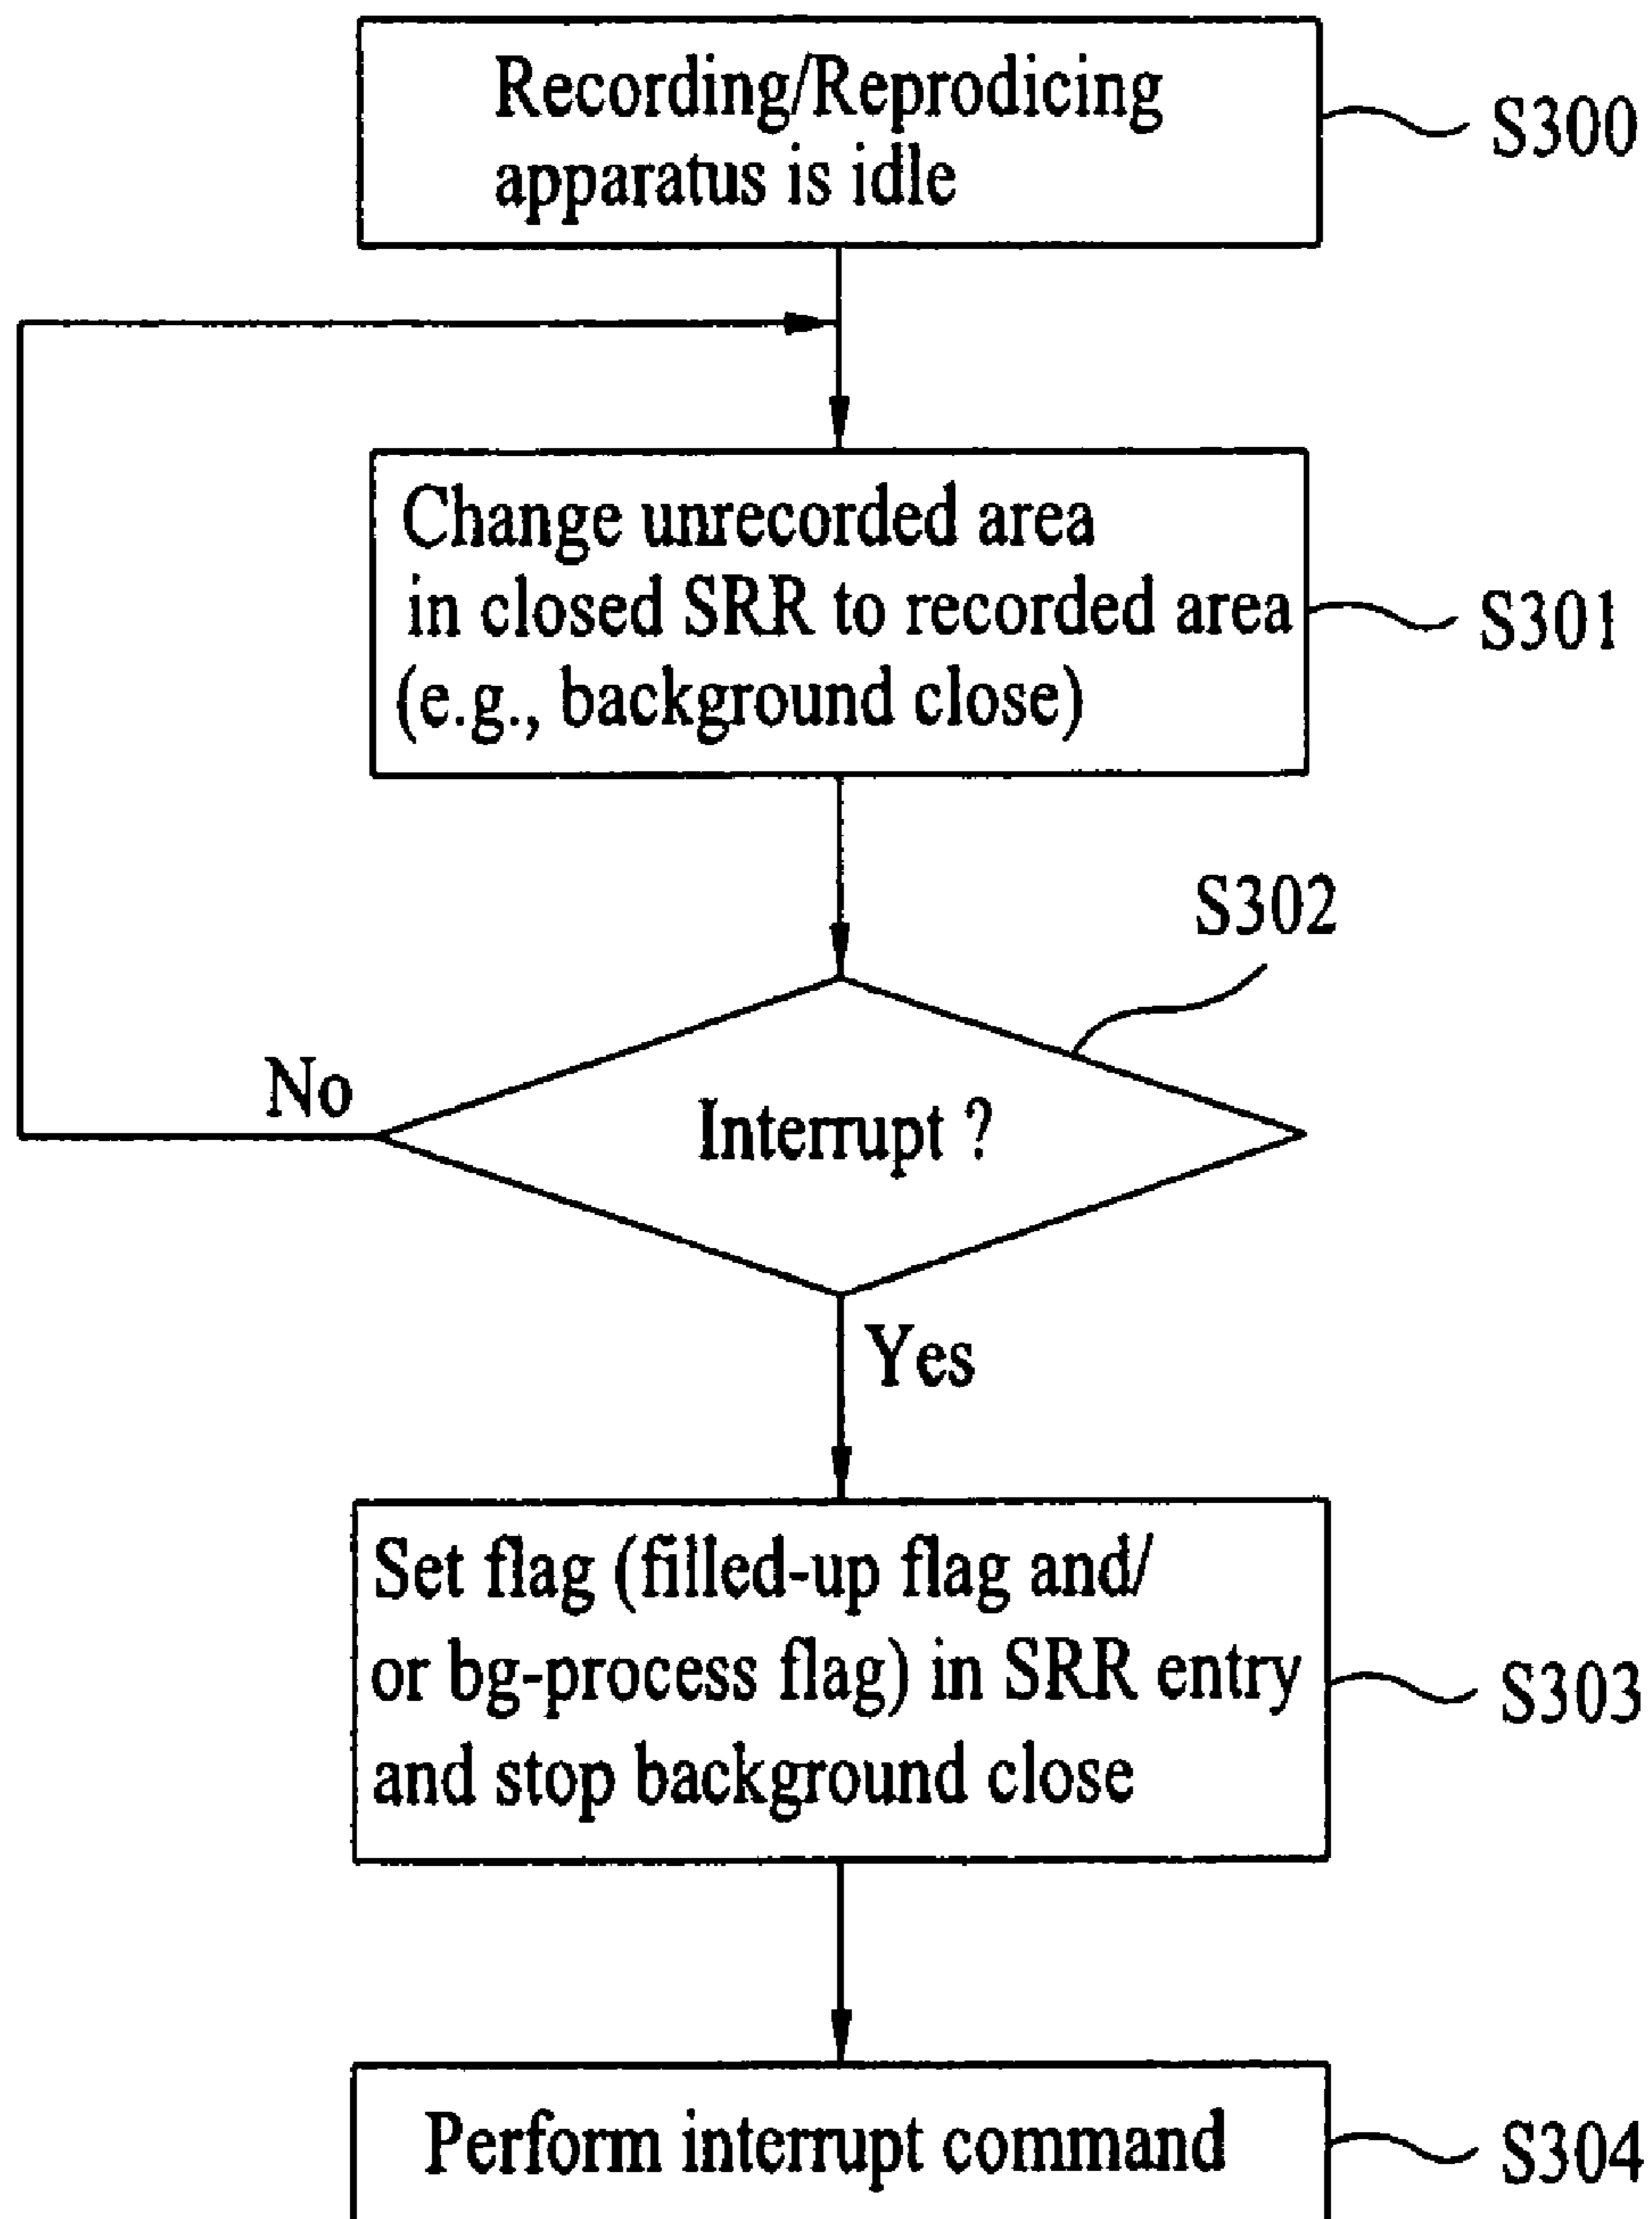 Recording/Reprodicing
apparatus is idle
S300
Change unrecorded area
in closed SRR to recorded area
(e.g., background close)
S301
S302
No
Interrupt ?
Yes
Set flag (filled-up flag and/
or bg-process flag) in SRR entry
and stop background close
S303
Perform interrupt command
S304